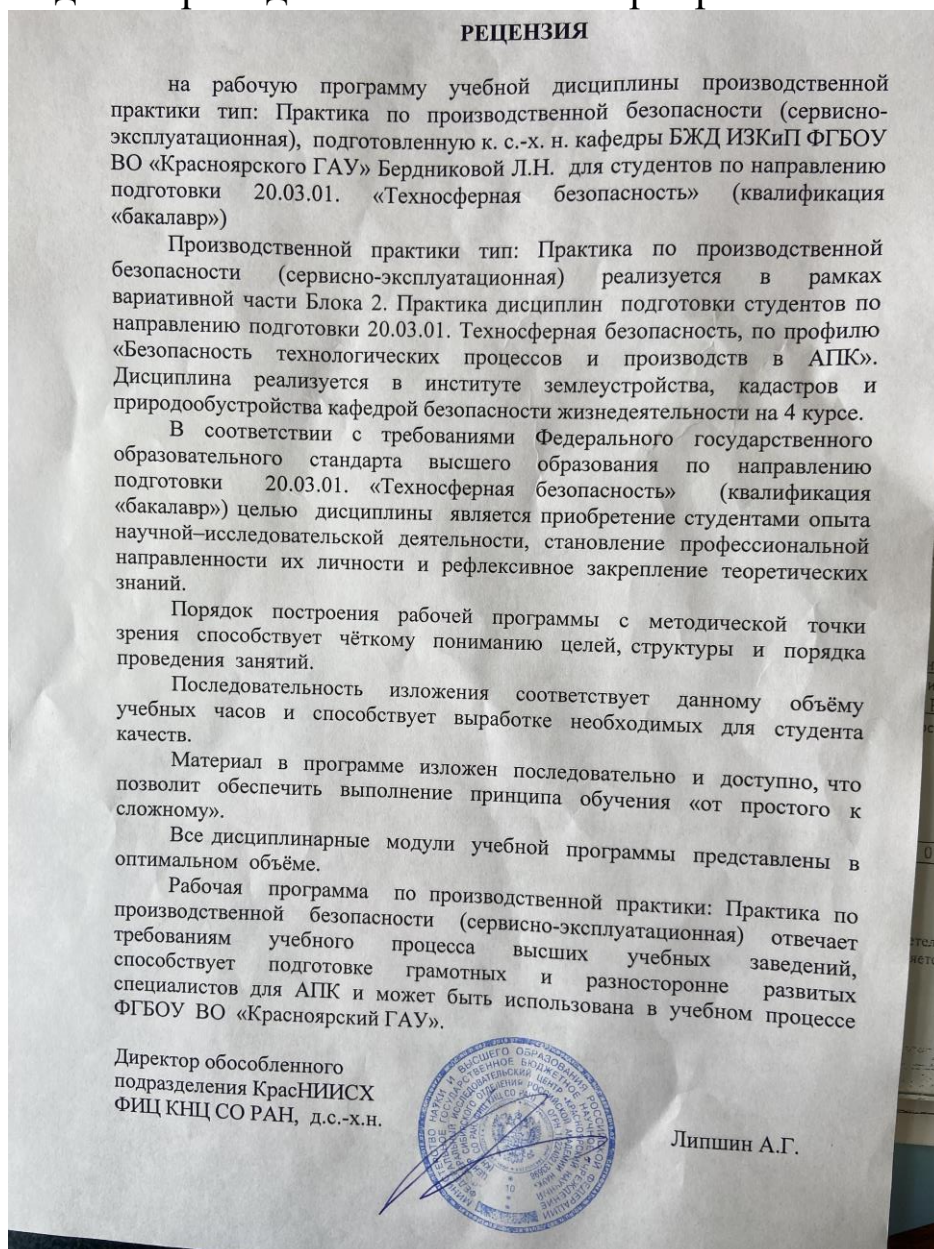 РЕЦЕНЗИЯ
на рабочую программу учебной дисциплины производственной
практики тип: Практика по производственной безопасности (сервисно-
эксплуатационная), подготовленную к. с.-х. н. кафедры БЖД ИЗКиП ФГБОУ
ВО «Красноярского ГАУ» Бердниковой Л.Н. для студентов по направлению
подготовки 20.03.01. «Техносферная безопасность» (квалификация
«бакалавр»)
Производственной практики тип: Практика по производственной
безопасности (сервисно-эксплуатационная) реализуется в рамках
вариативной части Блока 2. Практика дисциплин подготовки студентов по
направлению подготовки 20.03.01. Техносферная безопасность, по профилю
«Безопасность технологических процессов и производств в АПК».
Дисциплина реализуется в институте землеустройства, кадастров и
природообустройства кафедрой безопасности жизнедеятельности на 4 курсе.
В соответствии с требованиями Федерального государственного
образовательного стандарта высшего образования по направлению
подготовки 20.03.01. «Техносферная безопасность» (квалификация
«бакалавр») целью дисциплины является приобретение студентами опыта
научной–исследовательской деятельности, становление профессиональной
направленности их личности и рефлексивное закрепление теоретических
знаний.
Порядок построения рабочей программы с методической точки
зрения способствует чёткому пониманию целей, структуры и порядка
проведения занятий.
Последовательность изложения соответствует данному объёму
учебных часов и способствует выработке необходимых для студента
качеств.
Материал в программе изложен последовательно и доступно, что
позволит обеспечить выполнение принципа обучения «от простого к
сложному».
Все дисциплинарные модули учебной программы представлены в
оптимальном объёме.
Рабочая программа по производственной практики: Практика по
производственной безопасности (сервисно-эксплуатационная) отвечает
требованиям учебного процесса высших учебных заведений,
способствует подготовке грамотных и разносторонне развитых
специалистов для АПК и может быть использована в учебном процессе
ФГБОУ ВО «Красноярский ГАУ».
Директор обособленного
подразделения КрасНИИСХ
ФИЦ КНЦ СО РАН, д.с.-х.н.
Липшин А.Г.
МИНИСТЕРСТВО НАУКИ И ВЫСШЕГО ОБРАЗОВАНИЯ РОССИЙСКОЙ ФЕДЕРАЦИИ